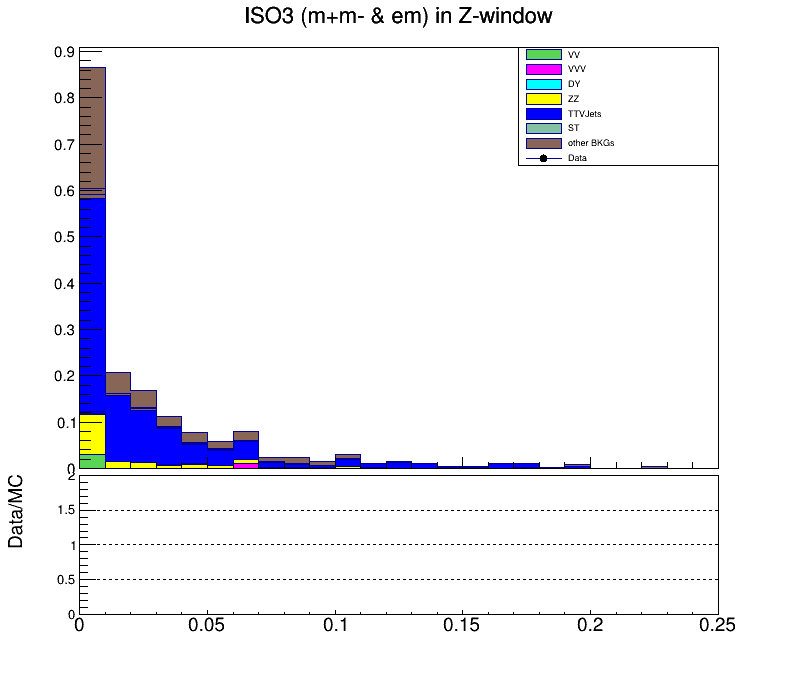 ISO3 (m+m- & em) in Z-window
0.9
0.8
0.7
0.6
0.5
0.4
0.3
0.2
0.1
0
VV
VVV
DY
ZZ
TTVJets
ST
other BKGs
Data
Data/MC
2
1.5
1
0.5
0
0 0.05 0.1 0.15 0.2 0.25